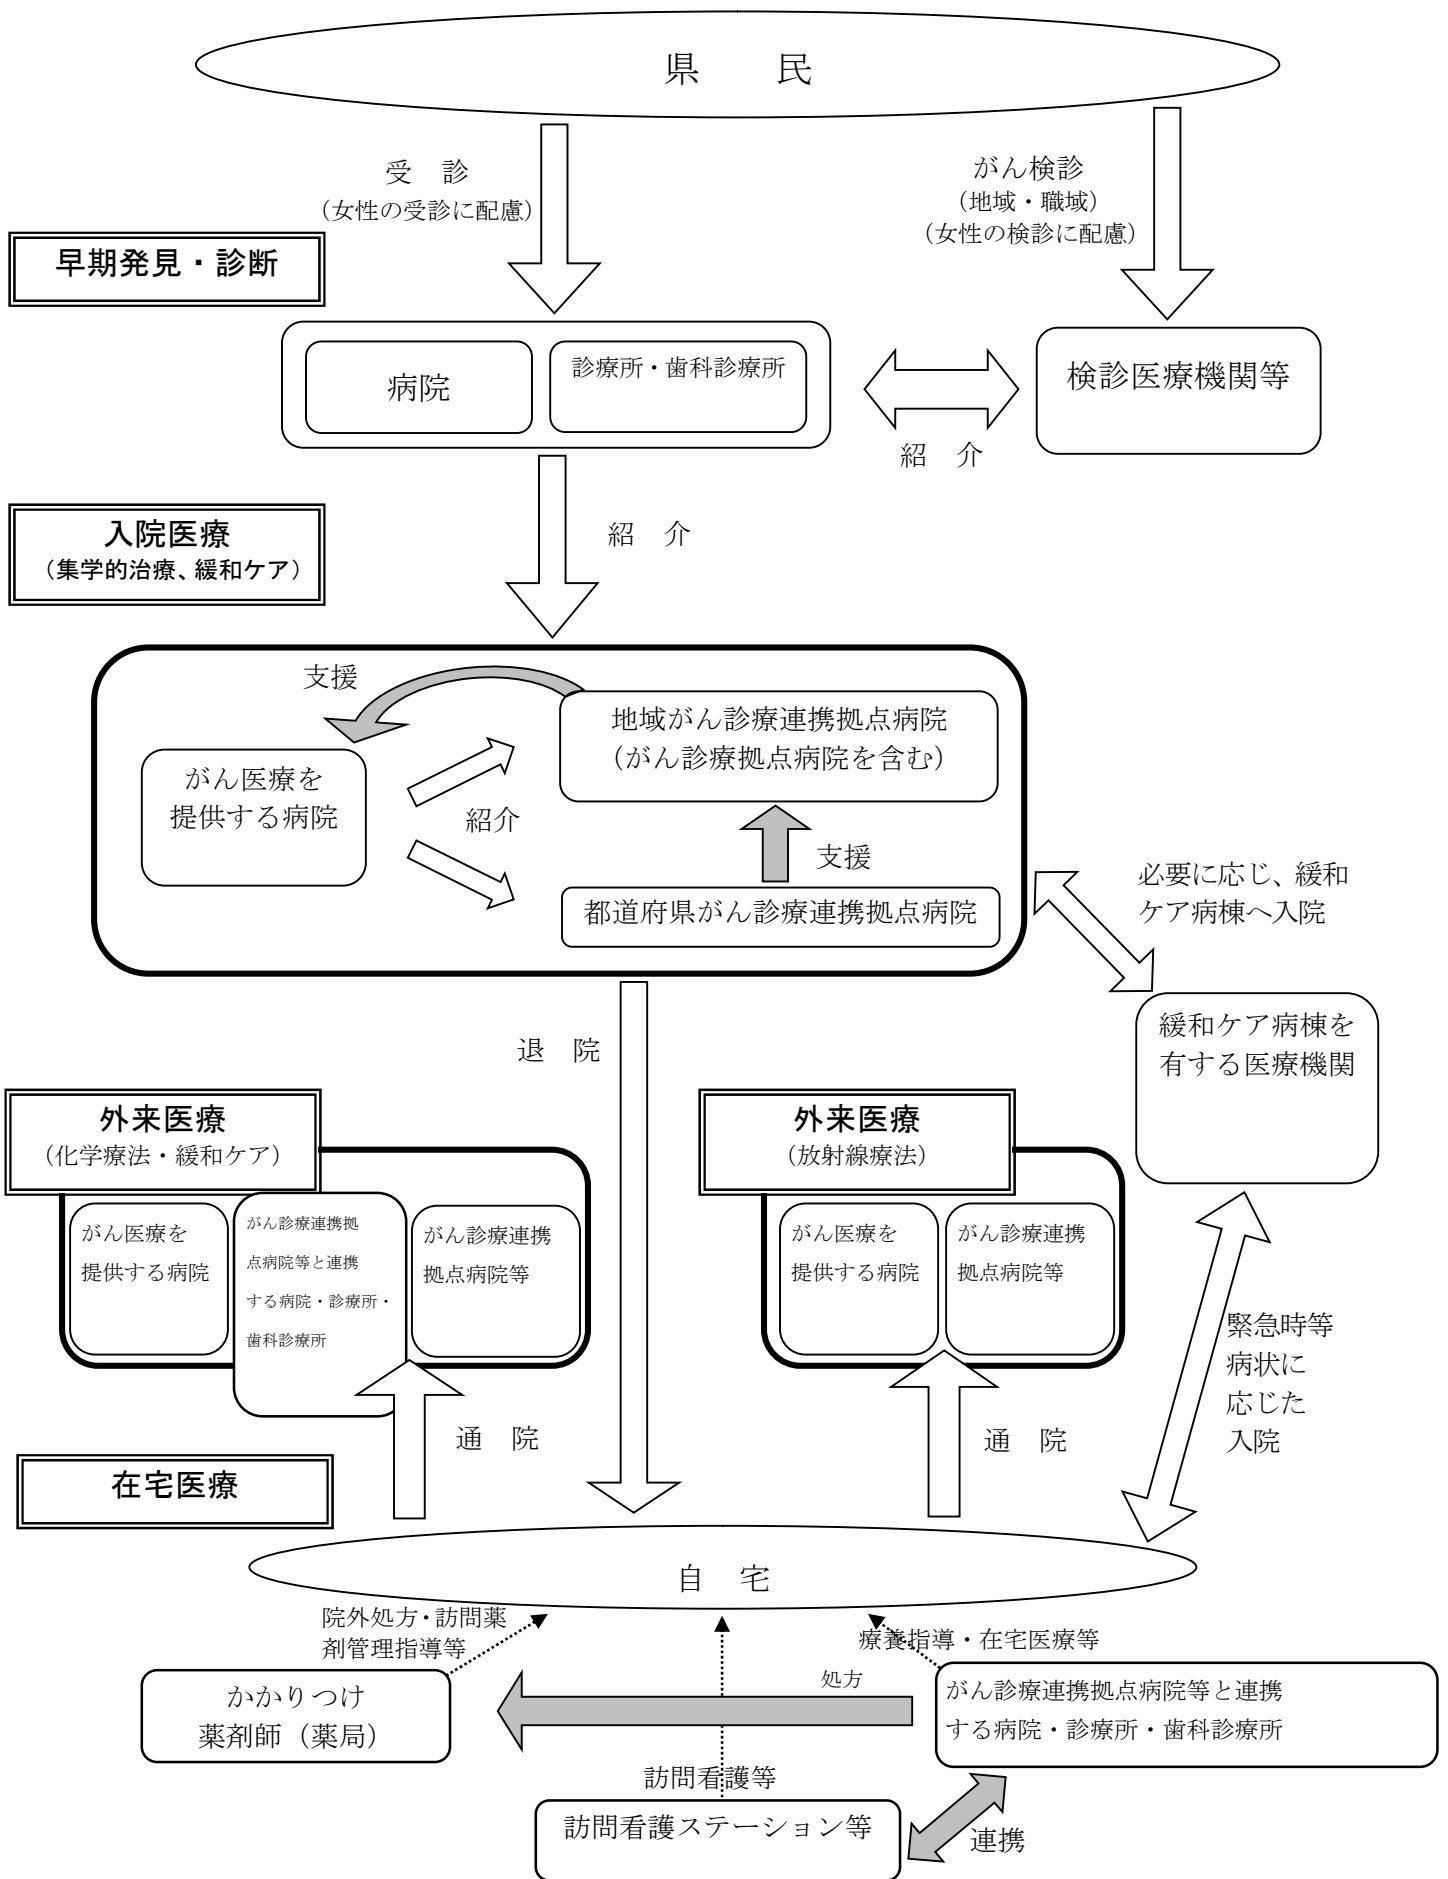 県　　民
受　診
（女性の受診に配慮）
がん検診
（地域・職域）
（女性の検診に配慮）
早期発見・診断
病院
診療所・歯科診療所
検診医療機関等
紹　介
入院医療
（集学的治療、緩和ケア）
紹　介
支援
地域がん診療連携拠点病院
（がん診療拠点病院を含む）
がん医療を
提供する病院
紹介
支援
都道府県がん診療連携拠点病院
必要に応じ、緩和
ケア病棟へ入院
緩和ケア病棟を
有する医療機関
退　院
外来医療
（化学療法・緩和ケア）
がん医療を
提供する病院
がん診療連携拠
点病院等と連携
する病院・診療所・
歯科診療所
がん診療連携
拠点病院等
外来医療
（放射線療法）
がん医療を
提供する病院
がん診療連携
拠点病院等
緊急時等
病状に
応じた
入院
通　院
通　院
在宅医療
自　宅
院外処方・訪問薬
剤管理指導等
療養指導・在宅医療等
かかりつけ
薬剤師（薬局）
処方
がん診療連携拠点病院等と連携
する病院・診療所・歯科診療所
訪問看護等
訪問看護ステーション等
連携